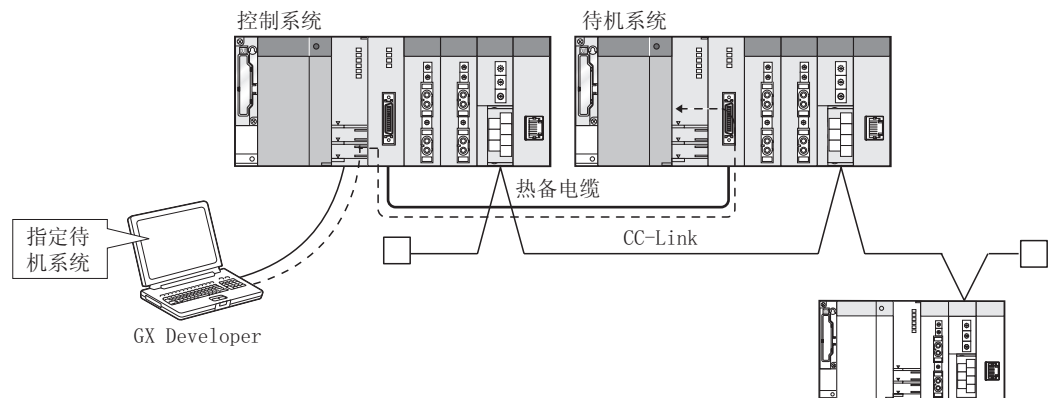 控制系统
待机系统
热备电缆
CC-Link
指定待
机系统
GX Developer